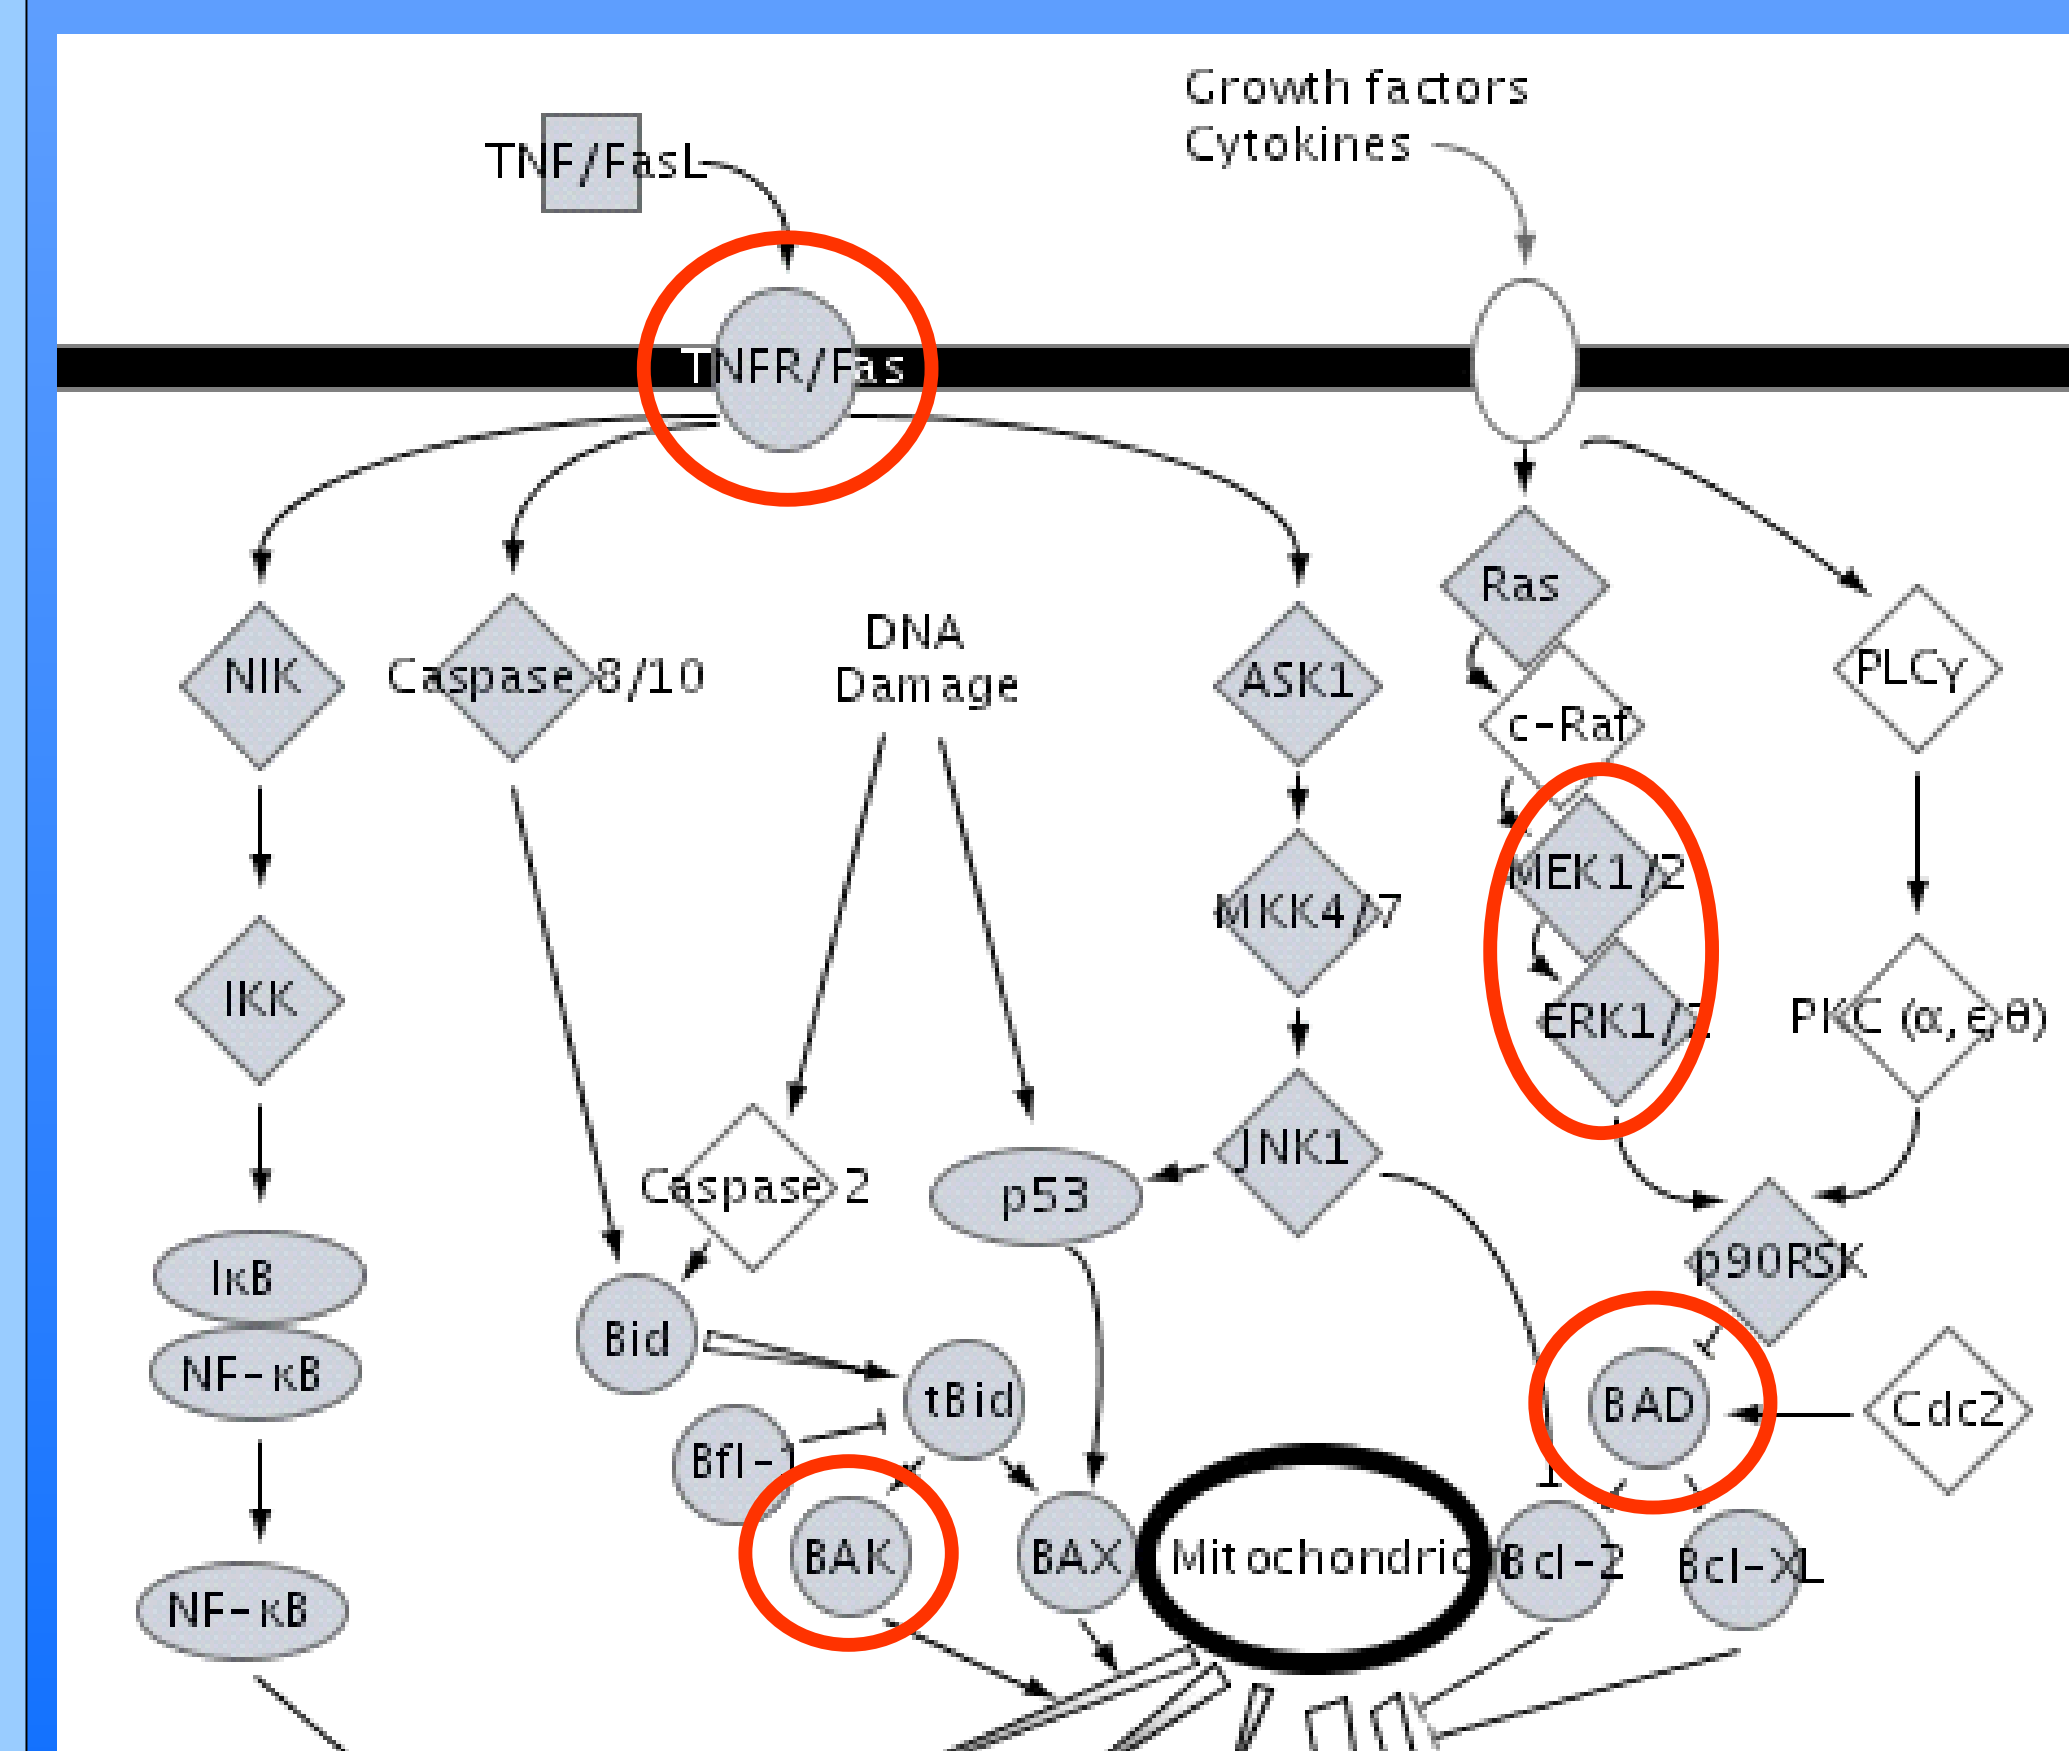 Growth factors
Cytokines
TNF/FasL
TNFR/Fas
Ras
DNA
Damage
NIK
Caspase 8/10
ASK1
PLCγ
c-Raf
MEK1/2
MKK4/7
IKK
ERK1/2
PKC (α, ϵ,θ)
JNK1
Caspase 2
p53
p90RSK
IκB
Bid
NF-κB
tBid
BAD
Cdc2
Bfl-1
BAK
BAX
Mitochondrion
Bcl-2
Bcl-XL
NF-κB